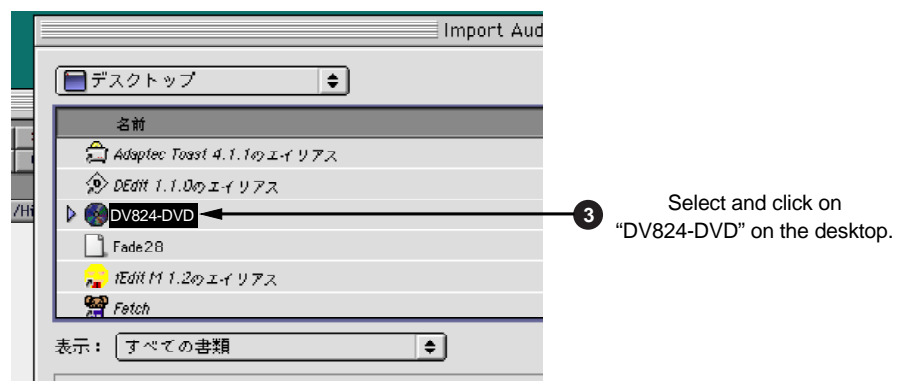 Import Aud
デスクトップ
名前
Adaptec Toast 4.1.1のエイリアス
DEdit 1.1.0のエイリアス
/Hi
DV824-DVD
3
Select and click on
“DV824-DVD” on the desktop.
Fade28
tEdit M 1.2のエイリアス
Fetch
表示：
すべての書類